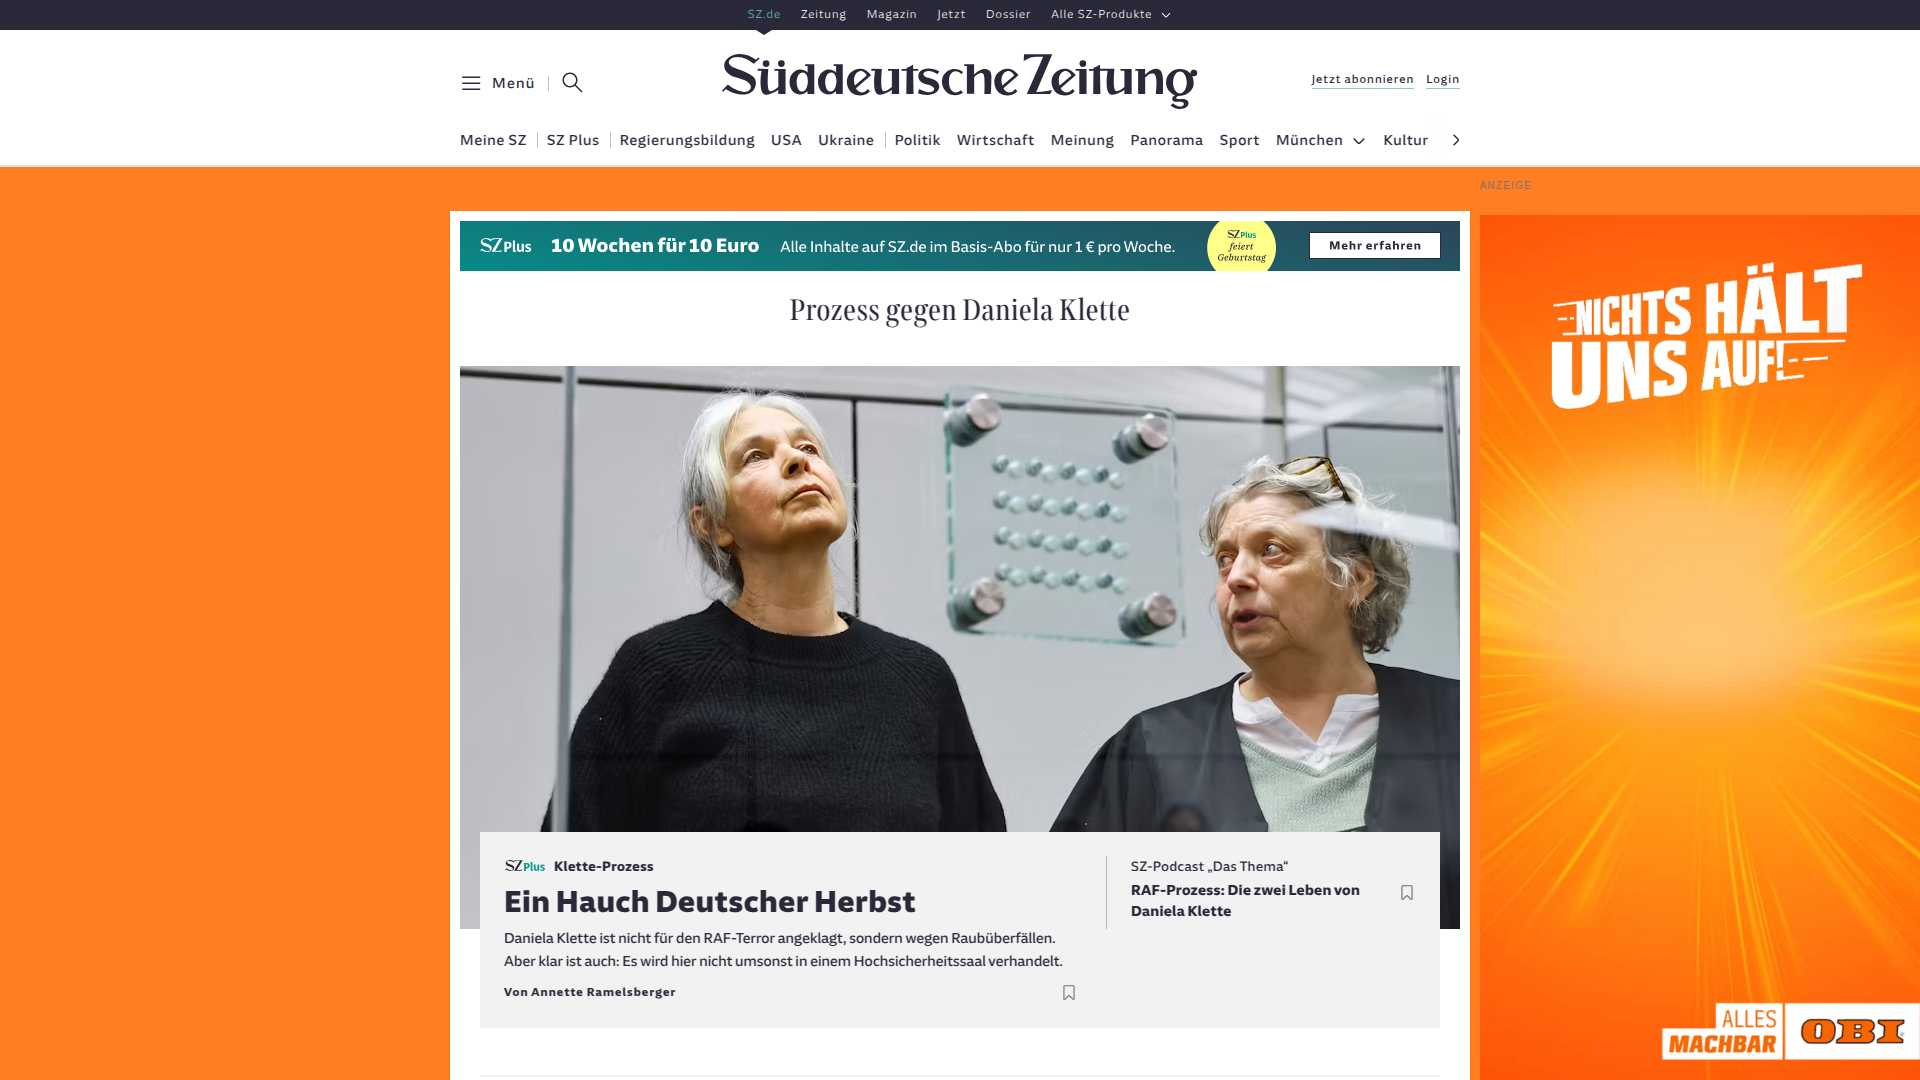 SZ.de Zeitung Magazin Jetzt Dossier Alle SZ-Produkte
Menü
Süddeutsche Zeitung
Jetzt abonnieren Login
Meine SZ SZ Plus Regierungsbildung USA Ukraine Politik Wirtschaft Meinung Panorama Sport München Kultur
ANZEIGE
SZ Plus 10 Wochen für 10 Euro Alle Inhalte auf SZ.de im Basis-Abo für nur 1 € pro Woche.
SZ Plus
feiert
Geburtstag
Mehr erfahren
Prozess gegen Daniela Klette
SZ Plus Klette-Prozess
Ein Hauch Deutscher Herbst
Daniela Klette ist nicht für den RAF-Terror angeklagt, sondern wegen Raubüberfällen.
Aber klar ist auch: Es wird hier nicht umsonst in einem Hochsicherheitssaal verhandelt.
Von Annette Ramelsberger
SZ-Podcast „Das Thema“
RAF-Prozess: Die zwei Leben von
Daniela Klette
NICHTS HÄLT
UNS AUF!
ALLES
MACHBAR
OBI